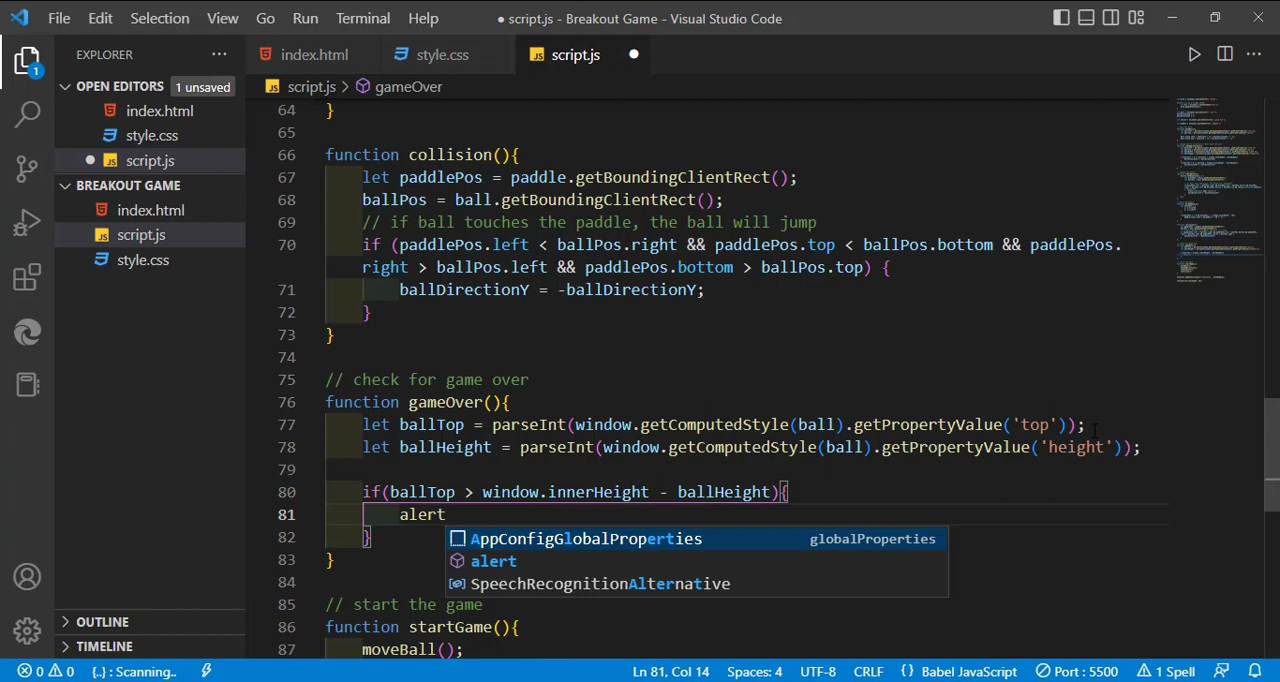 File Edit Selection View Go Run Terminal Help ● script.js - Breakout Game - Visual Studio Code
EXPLORER ··· index.html style.css script.js ●
OPEN EDITORS 1 unsaved
script.js > gameOver
index.html
style.css
● script.js
BREAKOUT GAME
index.html
script.js
style.css
OUTLINE
TIMELINE
1
64 }
65
66 function collision(){
67 let paddlePos = paddle.getBoundingClientRect();
68 ballPos = ball.getBoundingClientRect();
69 // if ball touches the paddle, the ball will jump
70 if (paddlePos.left < ballPos.right && paddlePos.top < ballPos.bottom && paddlePos.
right > ballPos.left && paddlePos.bottom > ballPos.top) {
71 ballDirectionY = -ballDirectionY;
72 }
73 }
74
75 // check for game over
76 function gameOver(){
77 let ballTop = parseInt(window.getComputedStyle(ball).getPropertyValue('top'));
78 let ballHeight = parseInt(window.getComputedStyle(ball).getPropertyValue('height'));
79
80 if(ballTop > window.innerHeight - ballHeight){
81 alert
82 }
AppConfigGlobalProperties globalProperties
alert
SpeechRecognitionAlternative
83 }
84
85 // start the game
86 function startGame(){
87 moveBall();
0 0 {..} : Scanning.. Ln 81, Col 14 Spaces: 4 UTF-8 CRLF {} Babel JavaScript Port : 5500 1 Spell